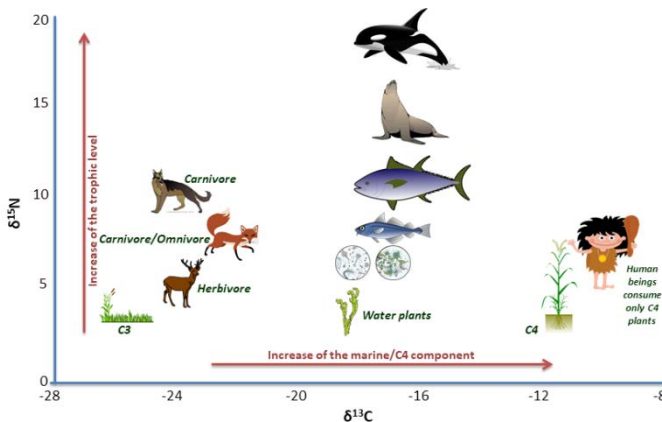 20
15
10
5
0
δ15N
Increase of the trophic level
Carnivore
Carnivore/Omnivore
Herbivore
C3
Water plants
C4
Human
beings
consume
only C4
plants
Increase of the marine/C4 component
-28
-24
-20
-16
-12
-8
δ13C